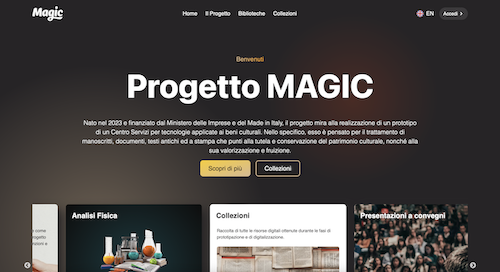 Magic
Home Il Progetto Biblioteche Collezioni
EN Accedi
Benvenuti
Progetto MAGIC
Nato nel 2023 e finanziato dal Ministero delle Imprese e del Made in Italy, il progetto mira alla realizzazione di un prototipo
di un Centro Servizi per tecnologie applicate ai beni culturali. Nello specifico, esso è pensato per il trattamento di
manoscritti, documenti, testi antichi ed a stampa che punti alla tutela e conservazione del patrimonio culturale, nonché alla
sua valorizzazione e fruizione.
Scopri di più Collezioni
Analisi Fisica
Collezioni
Raccolta di tutte le risorse digitali ottenute durante le fasi di
prototipazione e di digitalizzazione.
Presentazioni a convegni